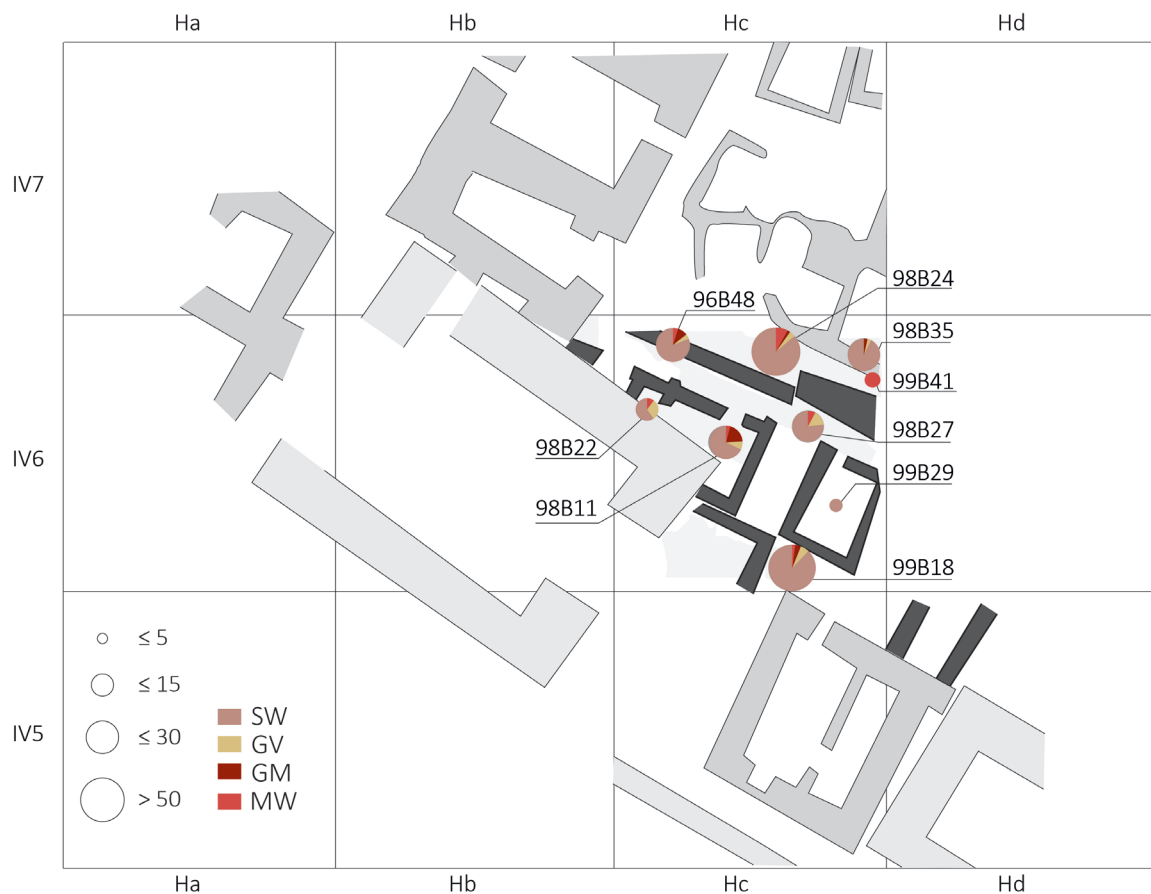 Ha Hb Hc Hd
IV7
98B24
96B48
98B35
99B41
98B27
98B22
IV6
99B29
98B11
99B18
≤ 5
≤ 15
SW
IV5
≤ 30
GV
GM
> 50
MW
Ha Hb Hc Hd